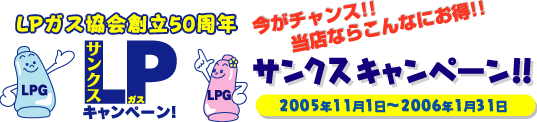 LPガス協会創立50周年
サンクス
LP
ガス
キャンペーン!
LPG
LPG
今がチャンス!!
当店ならこんなにお得!!
サンクスキャンペーン!!
2005年11月1日～2006年1月31日